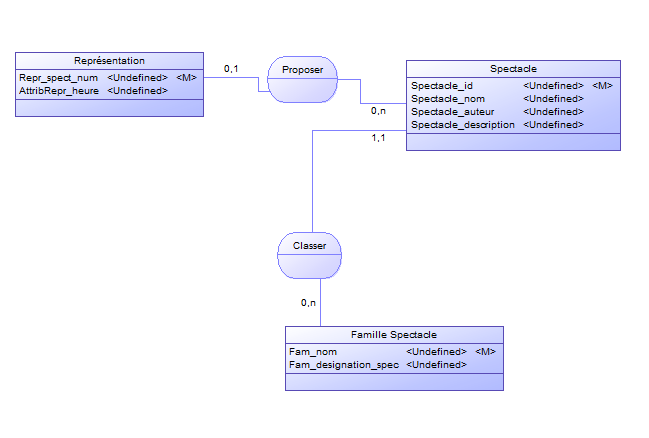 Représentation
Repr_spect_num <Undefined> <M>
AttribRepr_heure <Undefined>
0,1
Proposer
0,n
Spectacle
Spectacle_id <Undefined> <M>
Spectacle_nom <Undefined>
Spectacle_auteur <Undefined>
Spectacle_description <Undefined>
1,1
Classer
0,n
Famille Spectacle
Fam_nom <Undefined> <M>
Fam_designation_spec <Undefined>